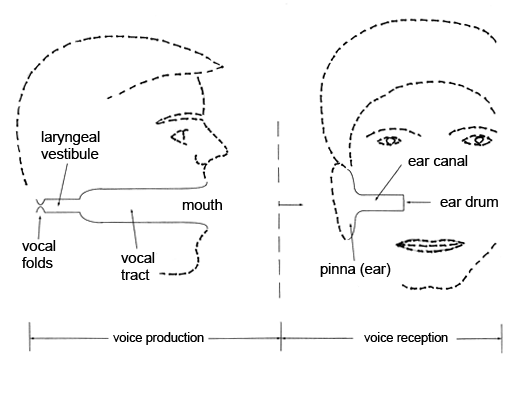 laryngeal
vestibule
vocal
folds
vocal
tract
mouth
ear canal
ear drum
pinna (ear)
voice production
voice reception